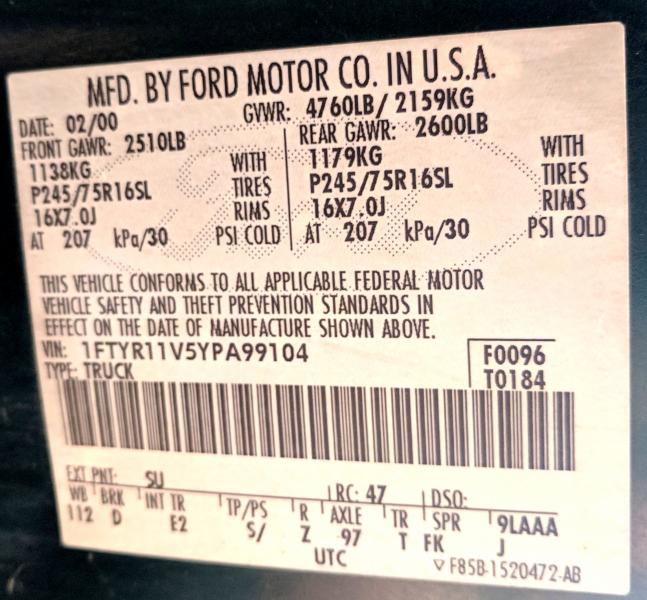 MFD. BY FORD MOTOR CO. IN U.S.A.
DATE: 02/00 GVWR: 4760LB/ 2159KG
FRONT GAWR: 2510LB REAR GAWR: 2600LB
1138KG WITH 1179KG WITH
P245/75R16SL TIRES P245/75R16SL TIRES
16X7.0J RIMS 16X7.0J RIMS
AT 207 kPa/30 PSI COLD AT 207 kPa/30 PSI COLD
THIS VEHICLE CONFORMS TO ALL APPLICABLE FEDERAL MOTOR
VEHICLE SAFETY AND THEFT PREVENTION STANDARDS IN
EFFECT ON THE DATE OF MANUFACTURE SHOWN ABOVE.
VIN: 1FTYR11V5YPA99104 F0096
TYPE: TRUCK T0184
EXT PNT: SU RC: 47 DSO:
WB BRK INT TR TP/PS R AXLE TR SPR 9LAAA
112 D E2 S/ Z 97 T FK J
UTC F85B-1520472-AB